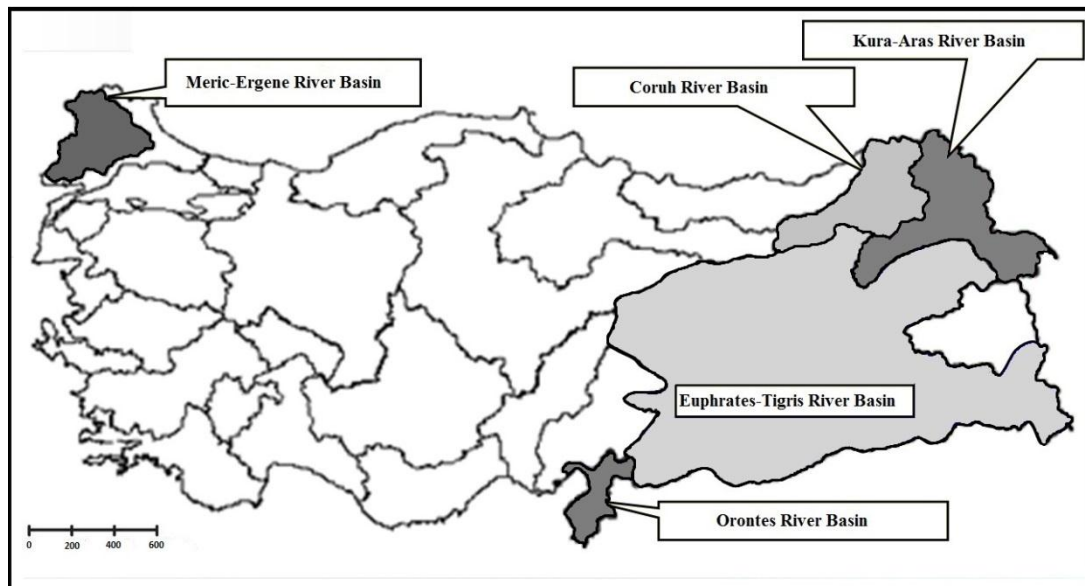 Kura-Aras River Basin
Meric-Ergene River Basin
Coruh River Basin
Euphrates-Tigris River Basin
Orontes River Basin
0 200 400 600